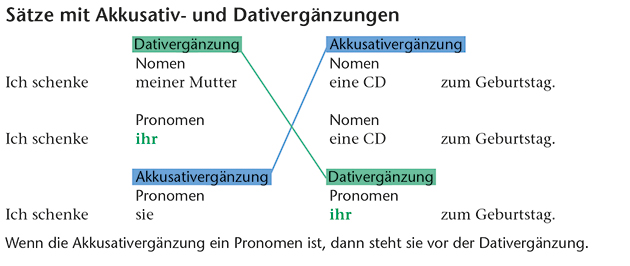 Sätze mit Akkusativ- und Dativergänzungen
Dativergänzung Akkusativergänzung
Nomen Nomen
Ich schenke meiner Mutter eine CD zum Geburtstag.
Pronomen Nomen
Ich schenke ihr eine CD zum Geburtstag.
Akkusativergänzung Dativergänzung
Pronomen Pronomen
Ich schenke sie ihr zum Geburtstag.
Wenn die Akkusativergänzung ein Pronomen ist, dann steht sie vor der Dativergänzung.